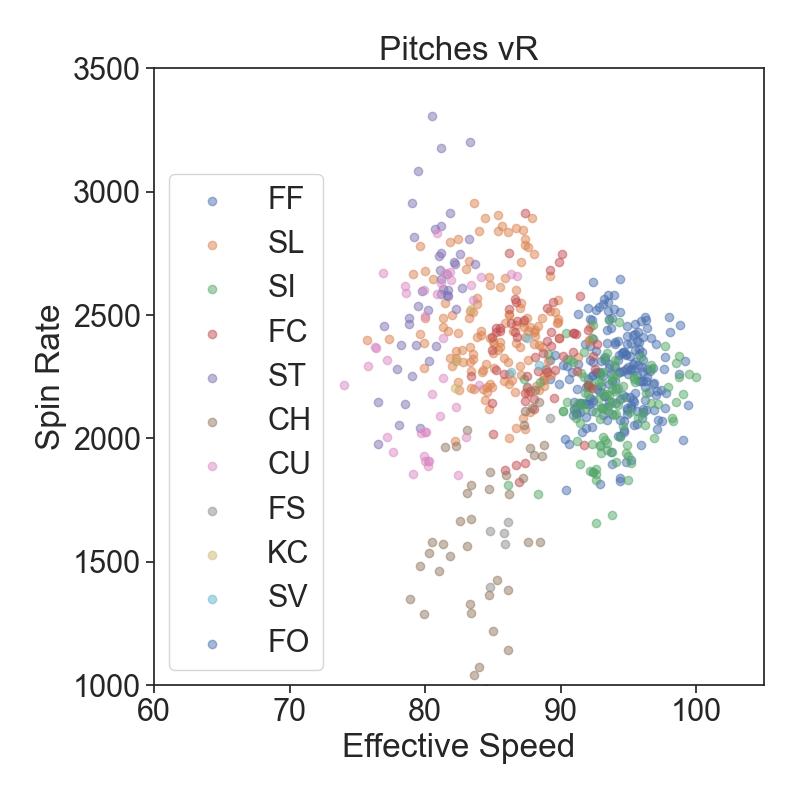 Pitches vR
3500
3000
2500
2000
1500
1000
Spin Rate
FF
SL
SI
FC
ST
CH
CU
FS
KC
SV
FO
60 70 80 90 100
Effective Speed